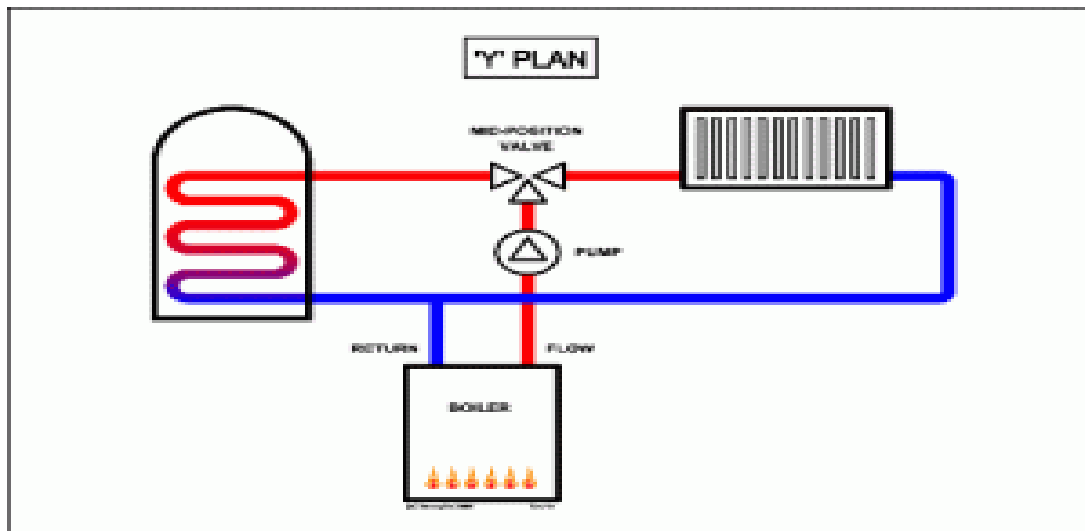 'Y' PLAN
MID-POSITION
VALVE
PUMP
RETURN
FLOW
BOILER